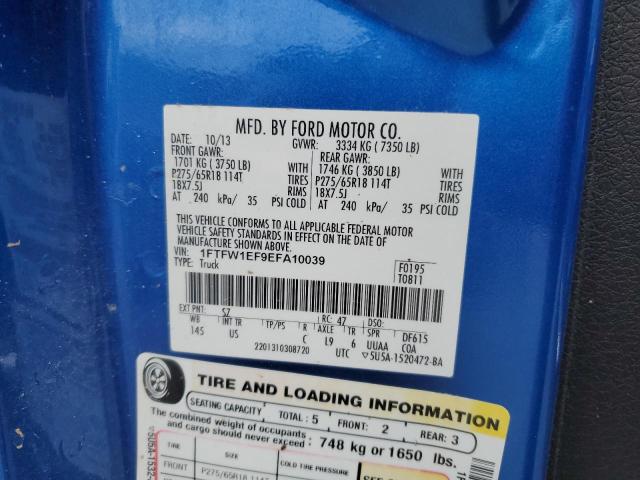 MFD. BY FORD MOTOR CO.
DATE: 10/13 GVWR: 3334 KG ( 7350 LB)
FRONT GAWR: REAR GAWR:
1701 KG ( 3750 LB) WITH 1746 KG ( 3850 LB) WITH
P275/65R18 114T TIRES P275/65R18 114T TIRES
18X7.5J RIMS 18X7.5J RIMS
AT 240 kPa/ 35 PSI COLD AT 240 kPa/ 35 PSI COLD
THIS VEHICLE CONFORMS TO ALL APPLICABLE FEDERAL MOTOR
VEHICLE SAFETY STANDARDS IN EFFECT ON THE DATE OF
MANUFACTURE SHOWN ABOVE.
VIN: 1FTFW1EF9EFA10039
TYPE: Truck
F0195
T0811
EXT PNT: SZ RC: 47 DSO:
WB INT TR TP/PS R AXLE TR SPR DF615
145 US C L9 6 UUAA COA
2201310308720 UTC ▽5U5A-1520472-BA
TIRE AND LOADING INFORMATION
SEATING CAPACITY TOTAL: 5 FRONT: 2 REAR: 3
The combined weight of occupants
and cargo should never exceed: 748 kg or 1650 lbs.
TIRE SIZE COLD TIRE PRESSURE
FRONT P275/65R18 114T